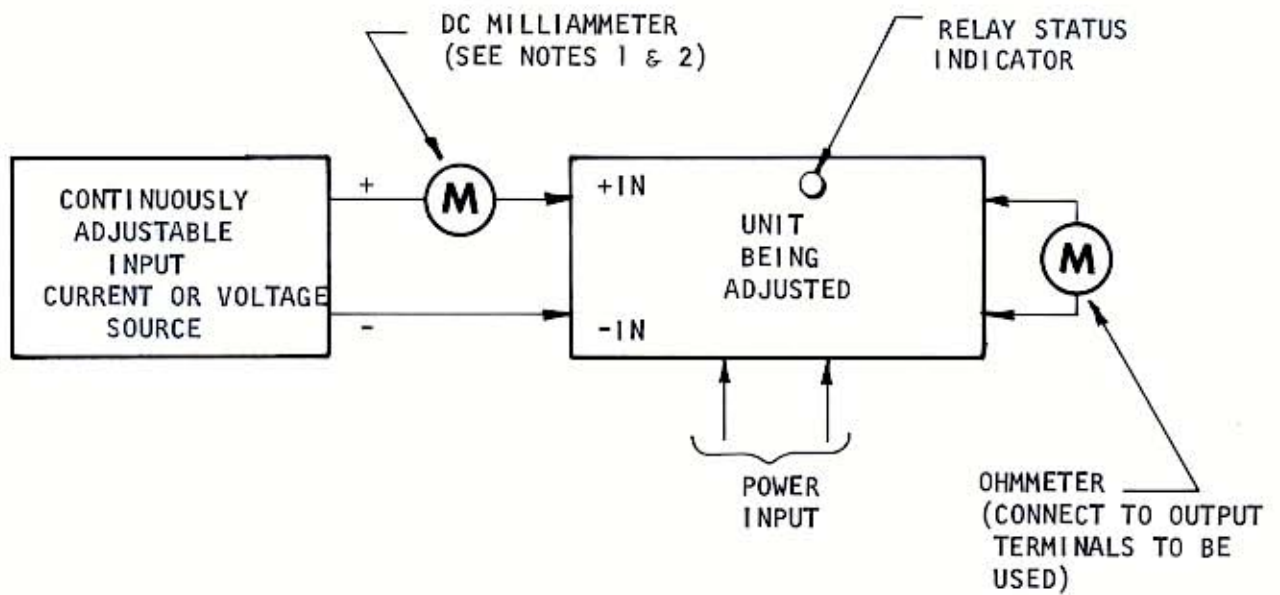 DC MILLIAMMETER
(SEE NOTES 1 & 2)
RELAY STATUS
INDICATOR
CONTINUOUSLY
ADJUSTABLE
INPUT
CURRENT OR VOLTAGE
SOURCE
+
M
-
+IN
-IN
UNIT
BEING
ADJUSTED
M
POWER
INPUT
OHMMETER
(CONNECT TO OUTPUT
TERMINALS TO BE
USED)